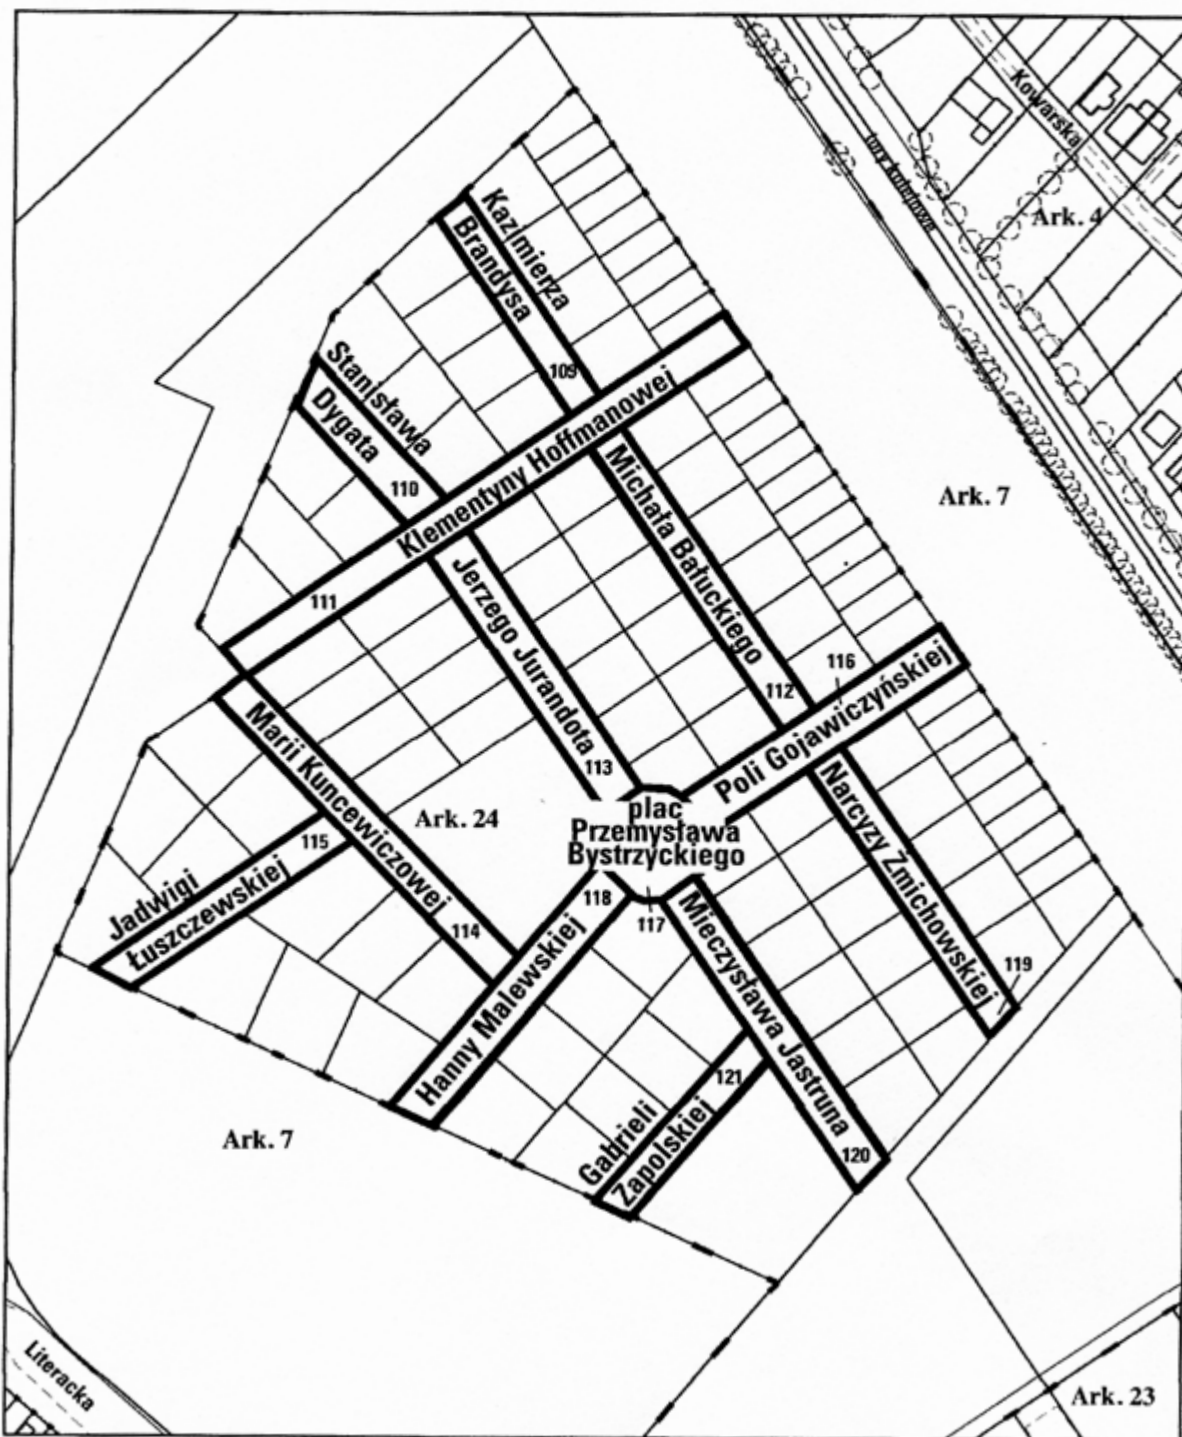 Kowarska
tory kolejowe
Ark. 4
Kazimierza
Brandysa
109
Stanisława
Dygata
110
Klementyny Hoffmanowej
111
Ark. 7
Michała Bałuckiego
112
Jerzego Jurandota
113
116
Poli Gojawiczyńskiej
Marii Kuncewiczowej
114
Ark. 24
plac
Przemysława
Bystrzyckiego
115
Jadwigi
Łuszczewskiej
Narcyzy Żmichowskiej
119
118
117
Hanny Malewskiej
Mieczysława Jastruna
120
121
Gabrieli
Zapolskiej
Ark. 7
Literacka
Ark. 23